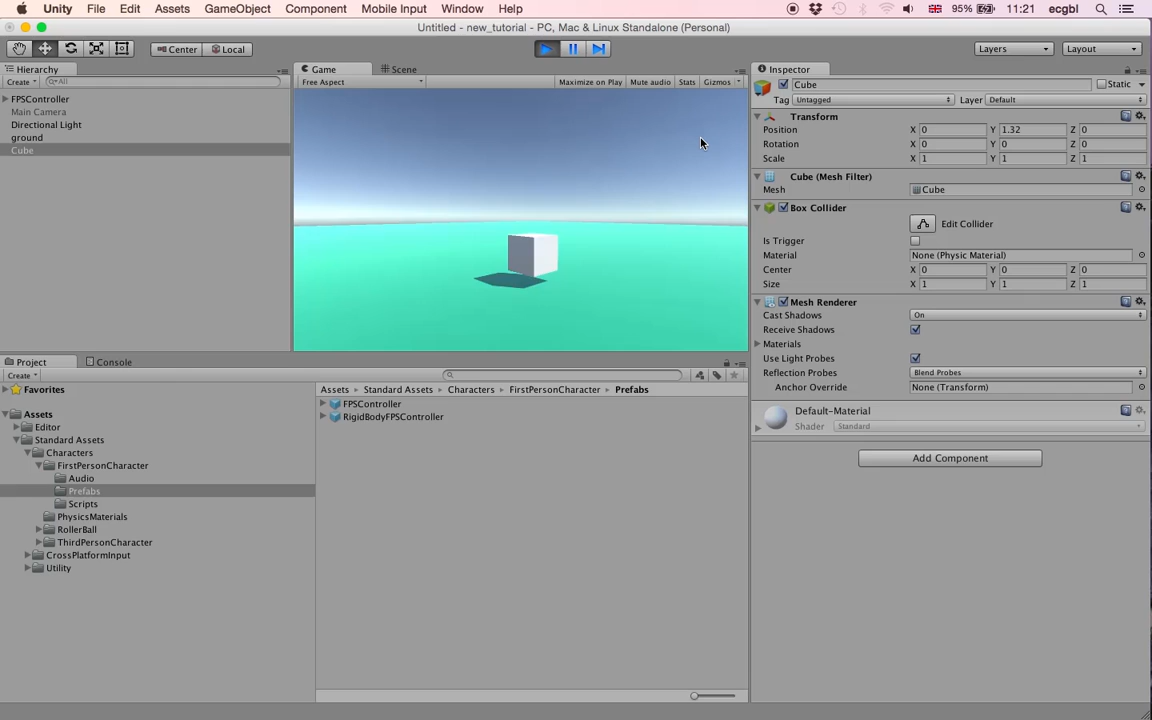 Unity File Edit Assets GameObject Component Mobile Input Window Help 95% 11:21 ecgbl
Untitled - new_tutorial - PC, Mac & Linux Standalone (Personal)
Center Local Layers Layout
Hierarchy
Create All
FPSController
Main Camera
Directional Light
ground
Cube
Game Scene
Free Aspect Maximize on Play Mute audio Stats Gizmos
Inspector
Cube Static
Tag Untagged Layer Default
Transform
Position X 0 Y 1.32 Z 0
Rotation X 0 Y 0 Z 0
Scale X 1 Y 1 Z 1
Cube (Mesh Filter)
Mesh Cube
Box Collider
Edit Collider
Is Trigger
Material None (Physic Material)
Center X 0 Y 0 Z 0
Size X 1 Y 1 Z 1
Mesh Renderer
Cast Shadows On
Receive Shadows
Materials
Use Light Probes
Reflection Probes Blend Probes
Anchor Override None (Transform)
Default-Material
Shader Standard
Add Component
Project Console
Create
Favorites
Assets
Editor
Standard Assets
Characters
FirstPersonCharacter
Audio
Prefabs
Scripts
PhysicsMaterials
RollerBall
ThirdPersonCharacter
CrossPlatformInput
Utility
Assets Standard Assets Characters FirstPersonCharacter Prefabs
FPSController
RigidBodyFPSController